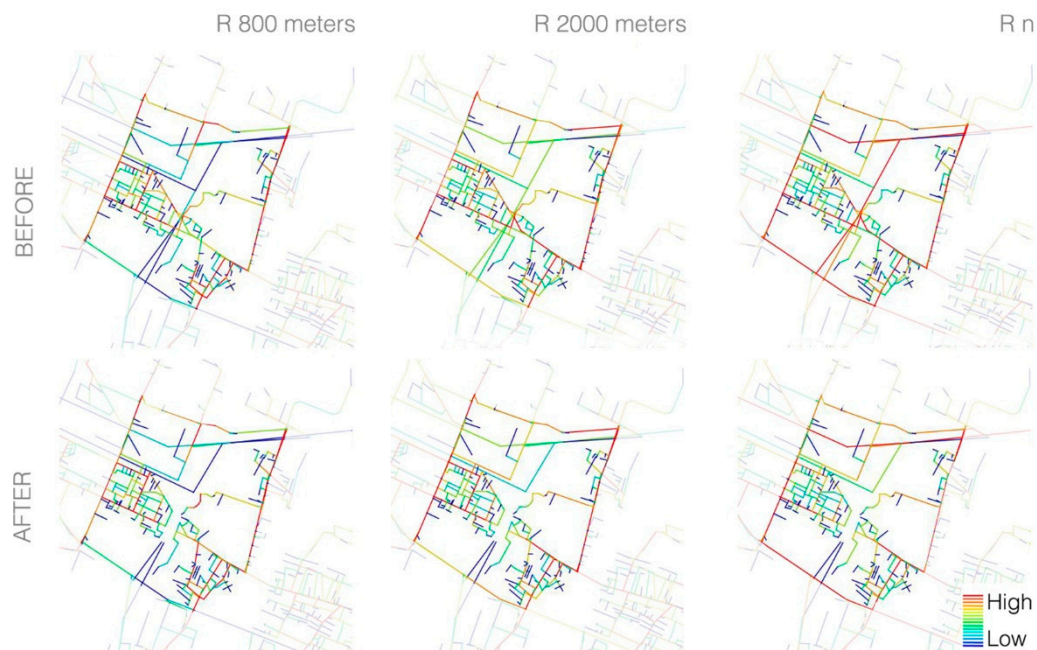 R 800 meters
R 2000 meters
R n
BEFORE
AFTER
High
Low